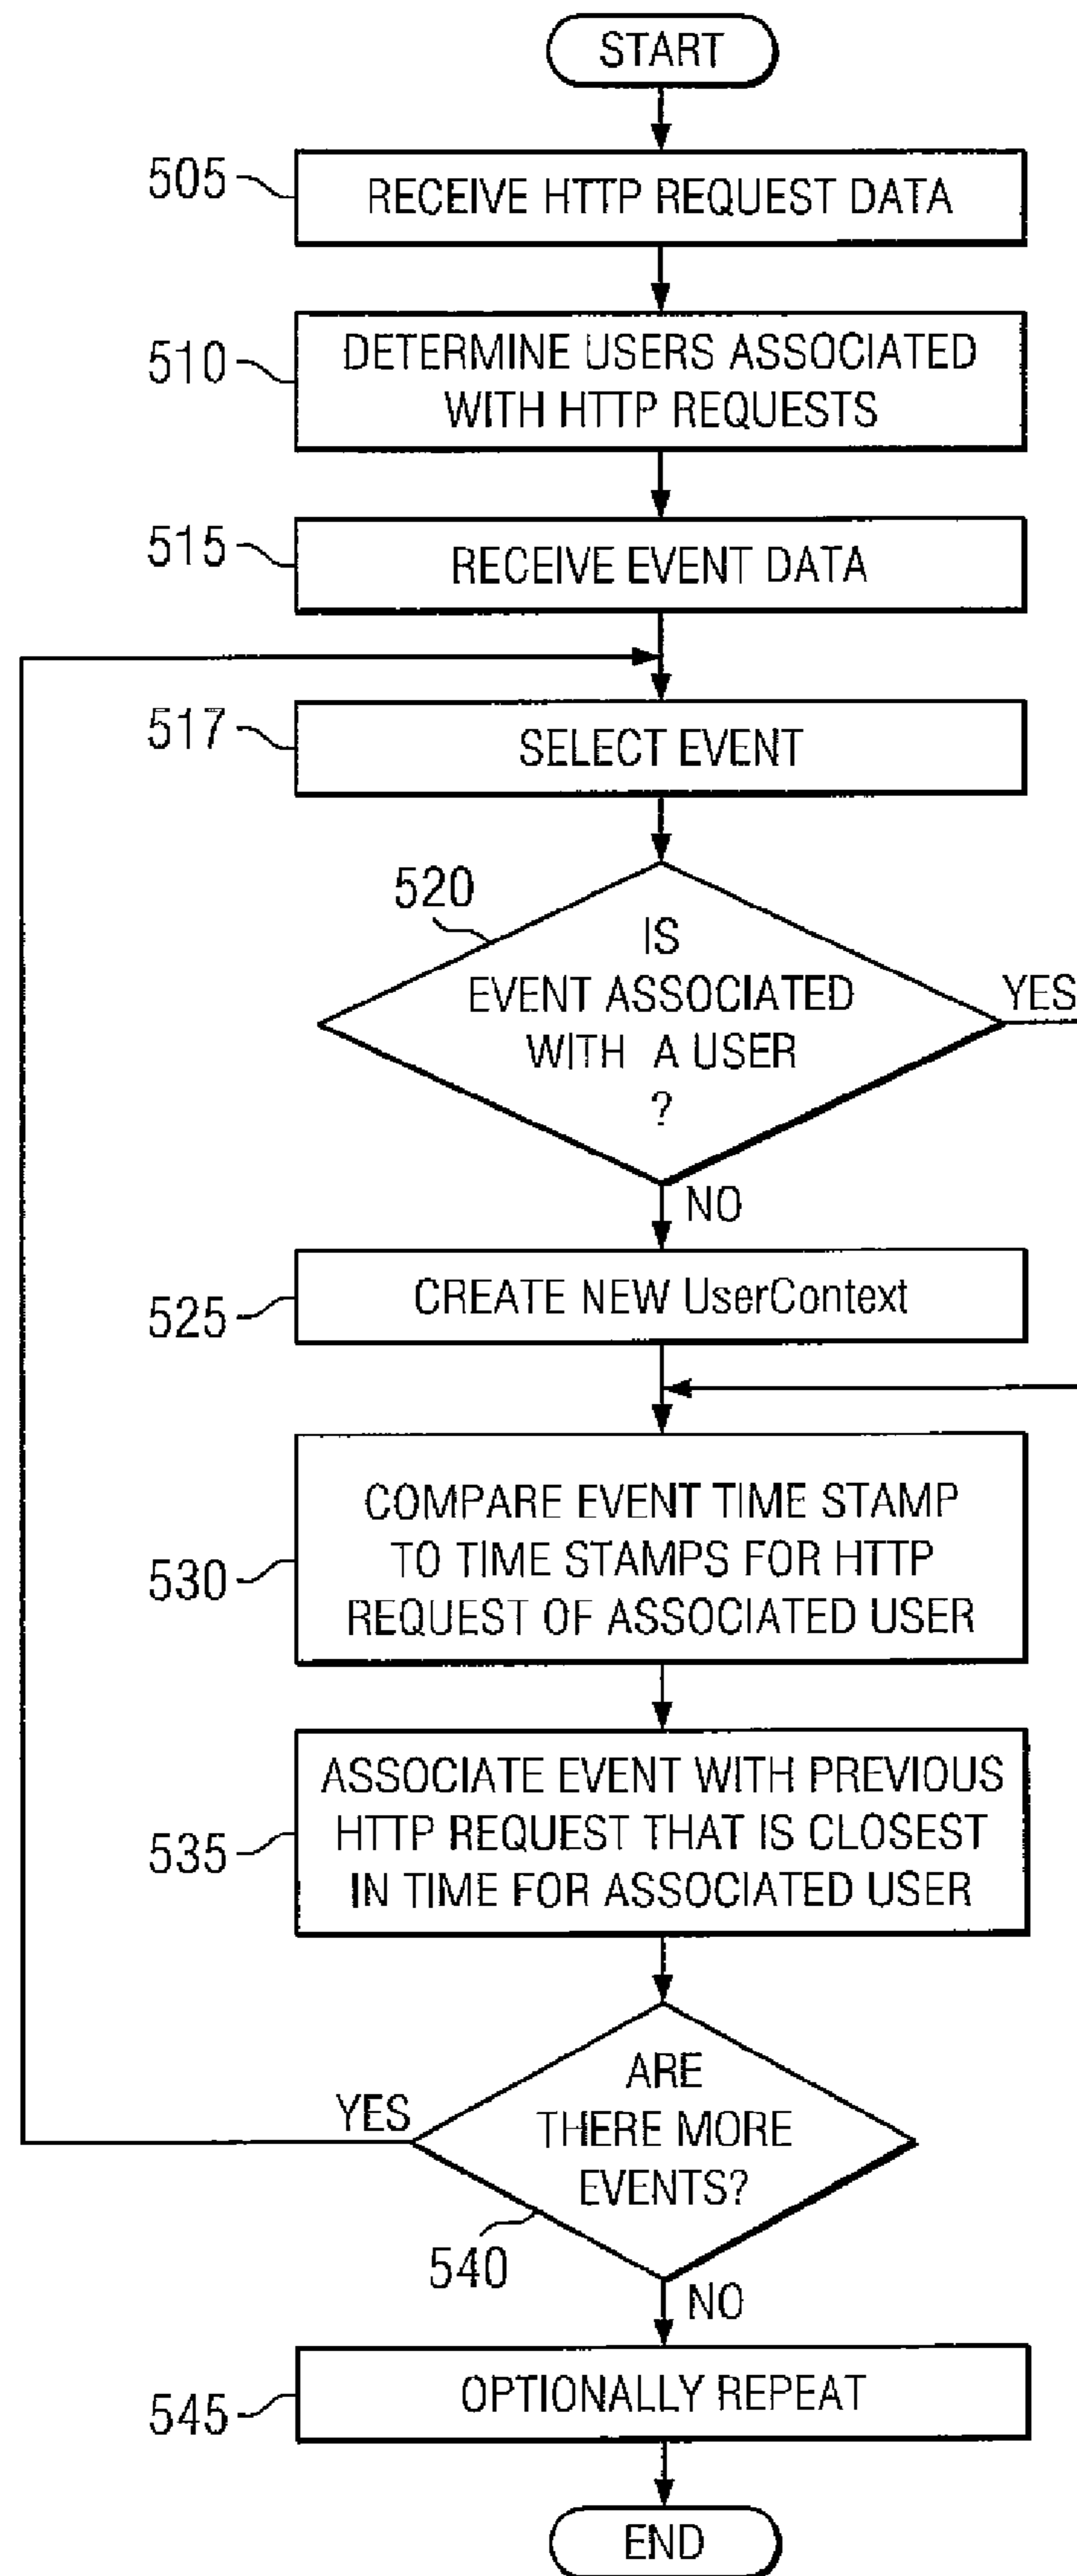 START
505
RECEIVE HTTP REQUEST DATA
510
DETERMINE USERS ASSOCIATED
WITH HTTP REQUESTS
515
RECEIVE EVENT DATA
517
SELECT EVENT
520
IS
EVENT ASSOCIATED
WITH A USER
?
YES
NO
525
CREATE NEW UserContext
530
COMPARE EVENT TIME STAMP
TO TIME STAMPS FOR HTTP
REQUEST OF ASSOCIATED USER
535
ASSOCIATE EVENT WITH PREVIOUS
HTTP REQUEST THAT IS CLOSEST
IN TIME FOR ASSOCIATED USER
YES
ARE
THERE MORE
EVENTS?
540
NO
545
OPTIONALLY REPEAT
END